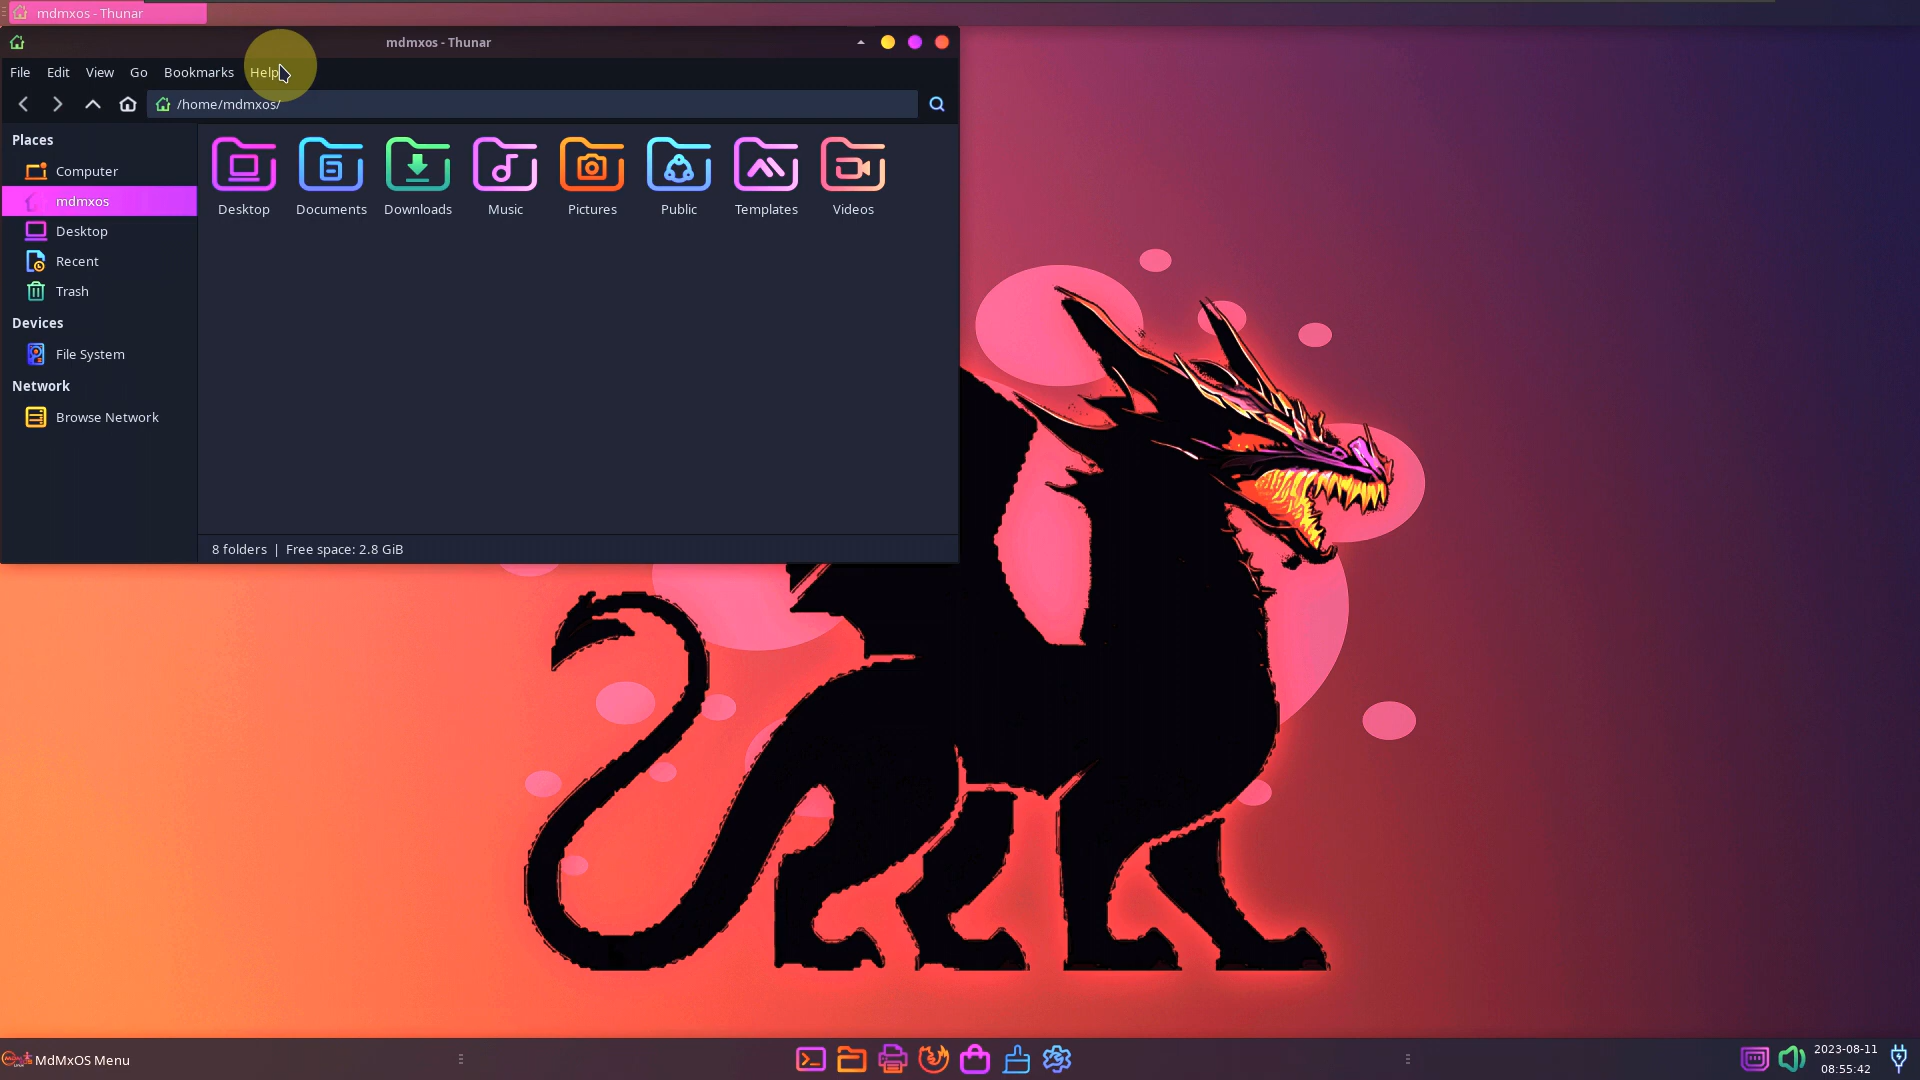 mdmxos - Thunar
mdmxos - Thunar
File Edit View Go Bookmarks Help
/home/mdmxos/
Places
Computer
mdmxos
Desktop
Recent
Trash
Devices
File System
Network
Browse Network
Desktop Documents Downloads Music Pictures Public Templates Videos
8 folders | Free space: 2.8 GiB
MdMxOS Menu
2023-08-11
08:55:42